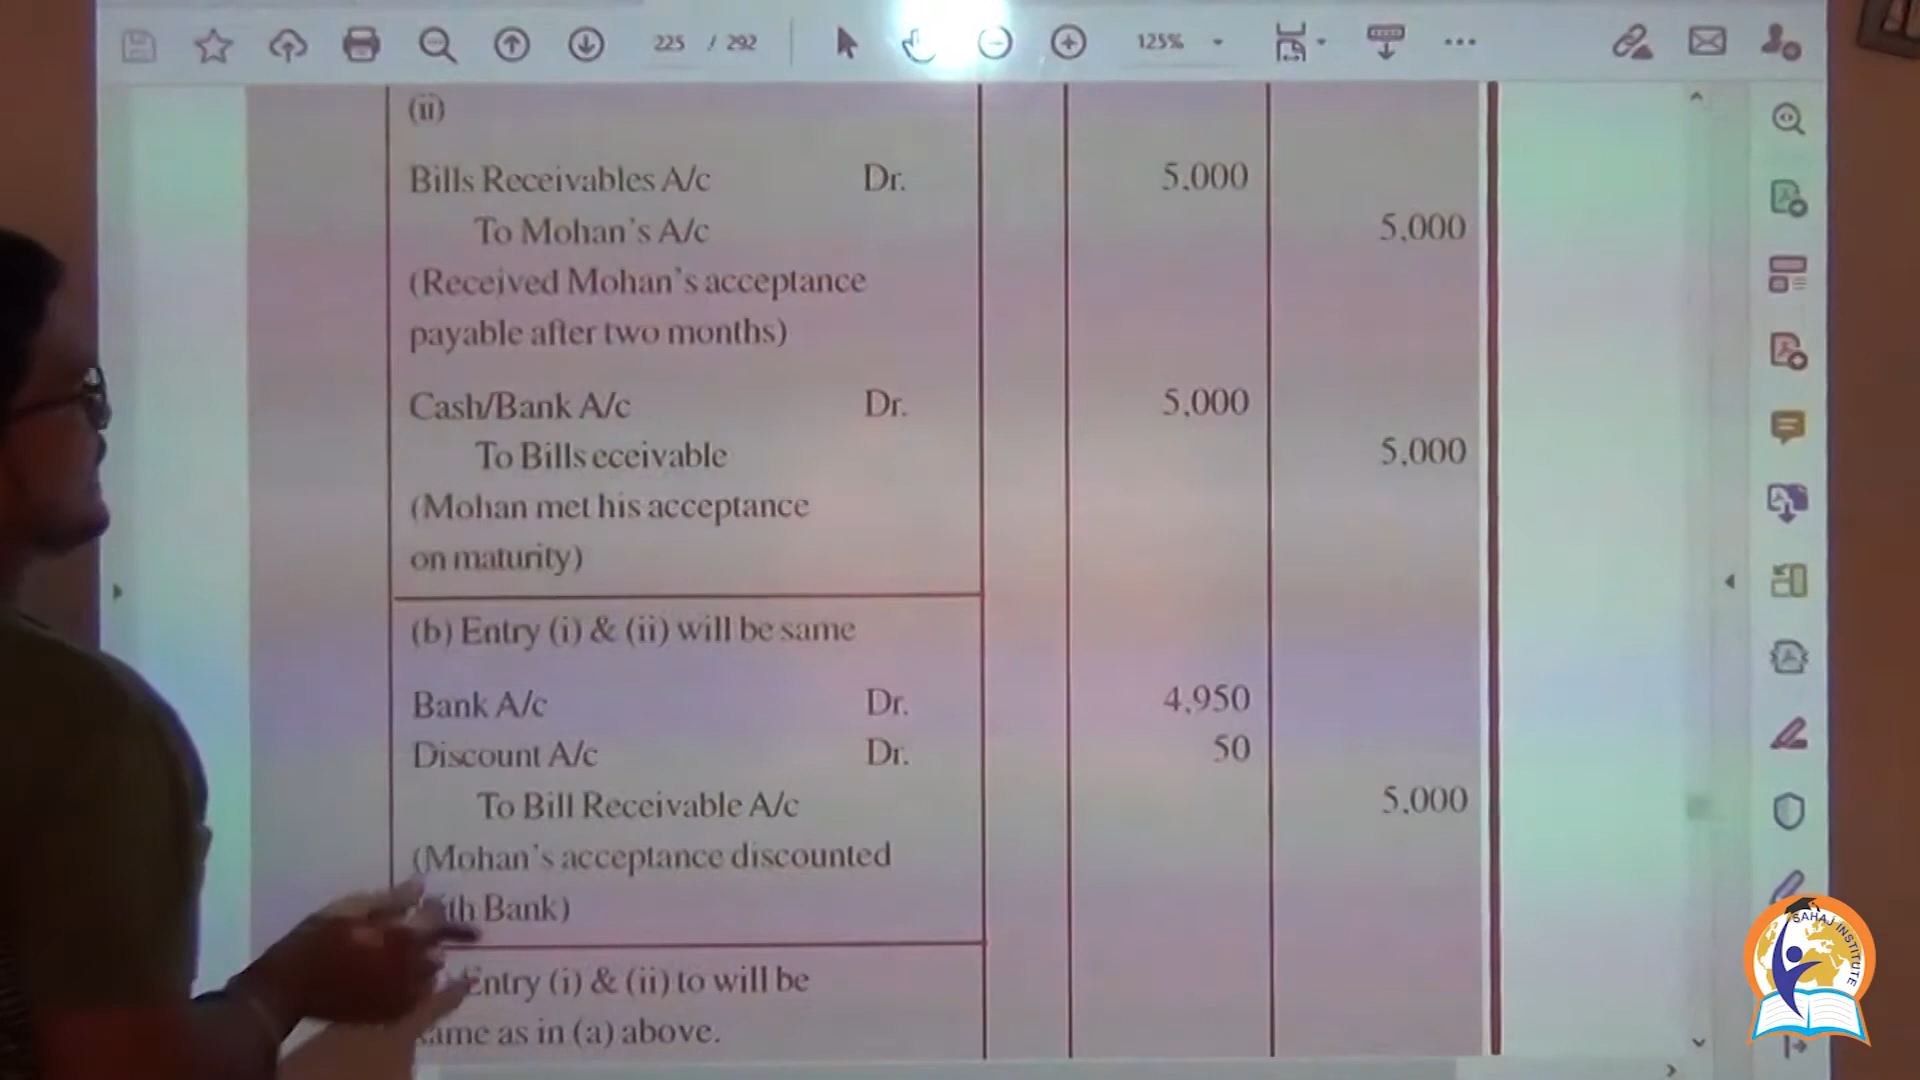 225 / 292
125%
(ii)
Bills Receivables A/c Dr. 5,000
To Mohan's A/c 5,000
(Received Mohan's acceptance
payable after two months)
Cash/Bank A/c Dr. 5,000
To Bills eceivable 5,000
(Mohan met his acceptance
on maturity)
(b) Entry (i) & (ii) will be same
Bank A/c Dr. 4,950
Discount A/c Dr. 50
To Bill Receivable A/c 5,000
(Mohan's acceptance discounted
Bank)
Entry (i) & (ii) to will be
same as in (a) above.
SAHAJ INSTITUTE